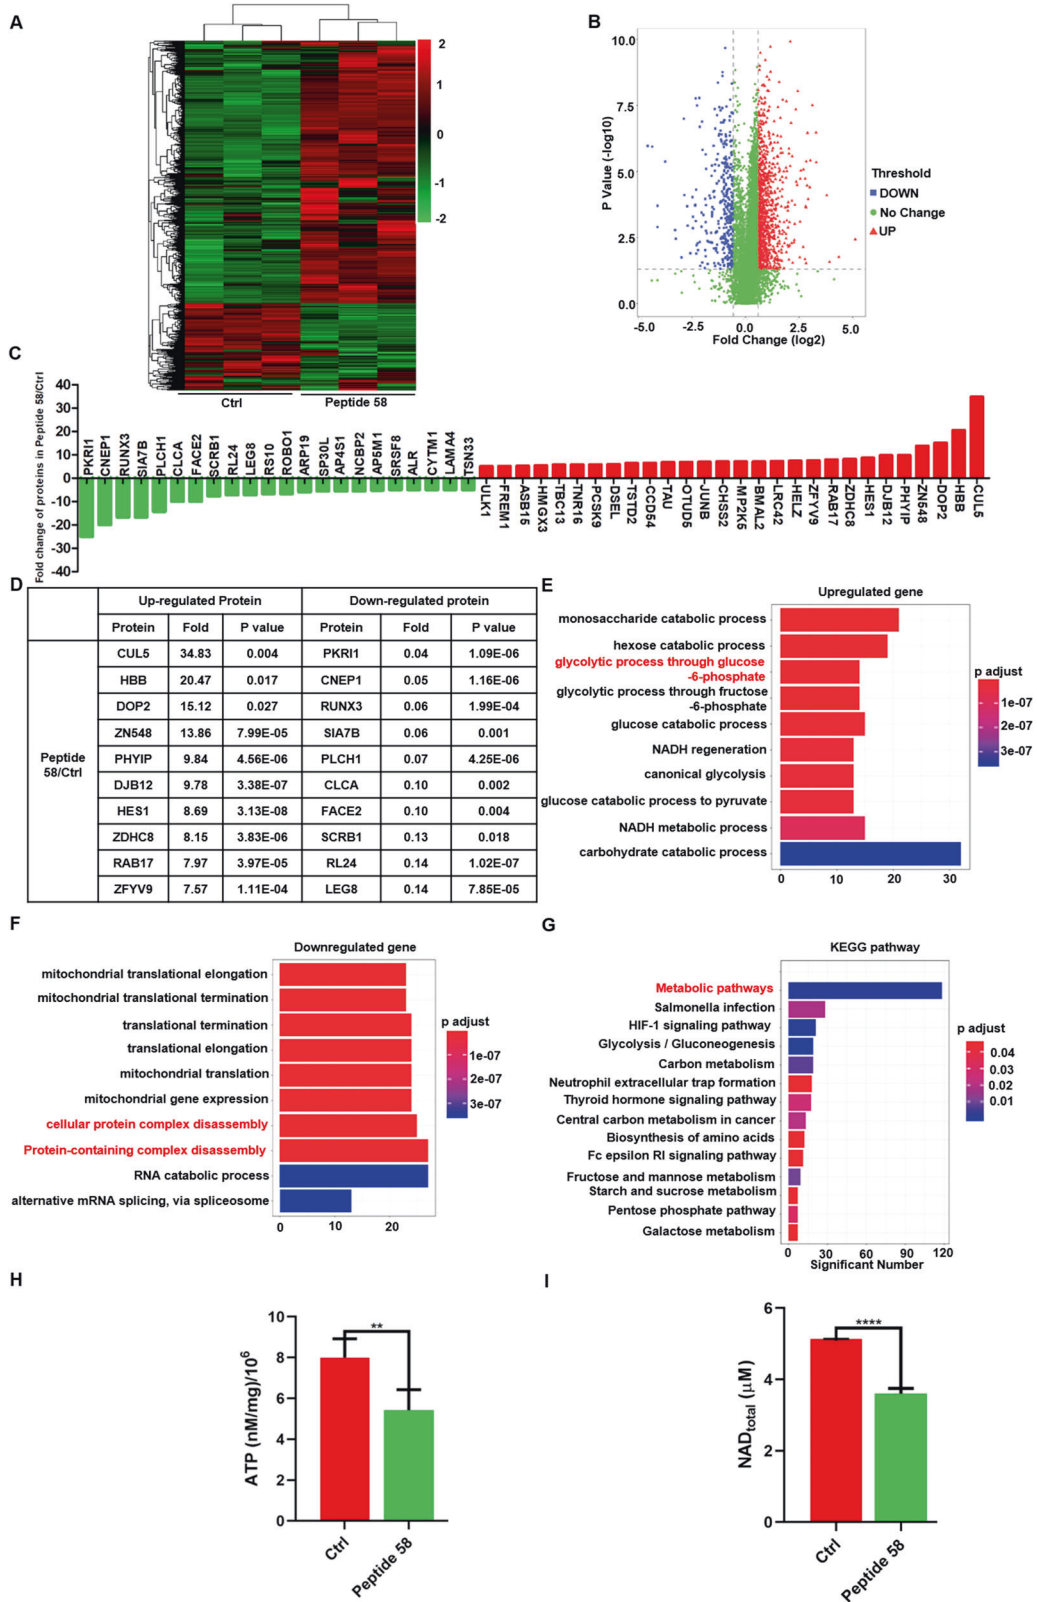 A
2
1
0
-1
-2
Ctrl
Peptide 58
B
P Value (-log10)
10.0
7.5
5.0
2.5
0.0
-5.0
-2.5
0.0
2.5
5.0
Fold Change (log2)
Threshold
DOWN
No Change
UP
C
Fold change of proteins in Peptide 58/Ctrl
40
30
20
10
0
-10
-20
-30
-40
PKRI1
CNEP1
RUNX3
SIA7B
PLCH1
CLCA
FACE2
SCRB1
RL24
LEG8
RS10
ROBO1
ARP19
SP30L
AP4S1
NCBP2
AP5M1
SRSF8
ALR
CYTM1
LAMA4
TSN33
ULK1
FREM1
ASB15
HMGX3
TBC13
TNR16
PCSK9
DSEL
TSTD2
CCD54
TAU
OTUD5
JUNB
CHSS2
MP2K5
BMAL2
LRC42
HELZ
ZFYV9
RAB17
ZDHC8
HES1
DJB12
PHYIP
ZN548
DOP2
HBB
CUL5
D
Up-regulated Protein Down-regulated protein
Protein Fold P value Protein Fold P value
Peptide
58/Ctrl
CUL5 34.83 0.004 PKRI1 0.04 1.09E-06
HBB 20.47 0.017 CNEP1 0.05 1.16E-06
DOP2 15.12 0.027 RUNX3 0.06 1.99E-04
ZN548 13.86 7.99E-05 SIA7B 0.06 0.001
PHYIP 9.84 4.56E-06 PLCH1 0.07 4.25E-06
DJB12 9.78 3.38E-07 CLCA 0.10 0.002
HES1 8.69 3.13E-08 FACE2 0.10 0.004
ZDHC8 8.15 3.83E-06 SCRB1 0.13 0.018
RAB17 7.97 3.97E-05 RL24 0.14 1.02E-07
ZFYV9 7.57 1.11E-04 LEG8 0.14 7.85E-05
E
Upregulated gene
monosaccharide catabolic process
hexose catabolic process
glycolytic process through glucose
-6-phosphate
glycolytic process through fructose
-6-phosphate
glucose catabolic process
NADH regeneration
canonical glycolysis
glucose catabolic process to pyruvate
NADH metabolic process
carbohydrate catabolic process
0 10 20 30
p adjust
1e-07
2e-07
3e-07
F
Downregulated gene
mitochondrial translational elongation
mitochondrial translational termination
translational termination
translational elongation
mitochondrial translation
mitochondrial gene expression
cellular protein complex disassembly
Protein-containing complex disassembly
RNA catabolic process
alternative mRNA splicing, via spliceosome
0 10 20
p adjust
1e-07
2e-07
3e-07
G
KEGG pathway
Metabolic pathways
Salmonella infection
HIF-1 signaling pathway
Glycolysis / Gluconeogenesis
Carbon metabolism
Neutrophil extracellular trap formation
Thyroid hormone signaling pathway
Central carbon metabolism in cancer
Biosynthesis of amino acids
Fc epsilon RI signaling pathway
Fructose and mannose metabolism
Starch and sucrose metabolism
Pentose phosphate pathway
Galactose metabolism
0 30 60 90 120
Significant Number
p adjust
0.04
0.03
0.02
0.01
H
ATP (nM/mg)/10⁶
10
8
6
4
2
0
**
Ctrl
Peptide 58
I
NADtotal (μM)
6
4
2
0
****
Ctrl
Peptide 58